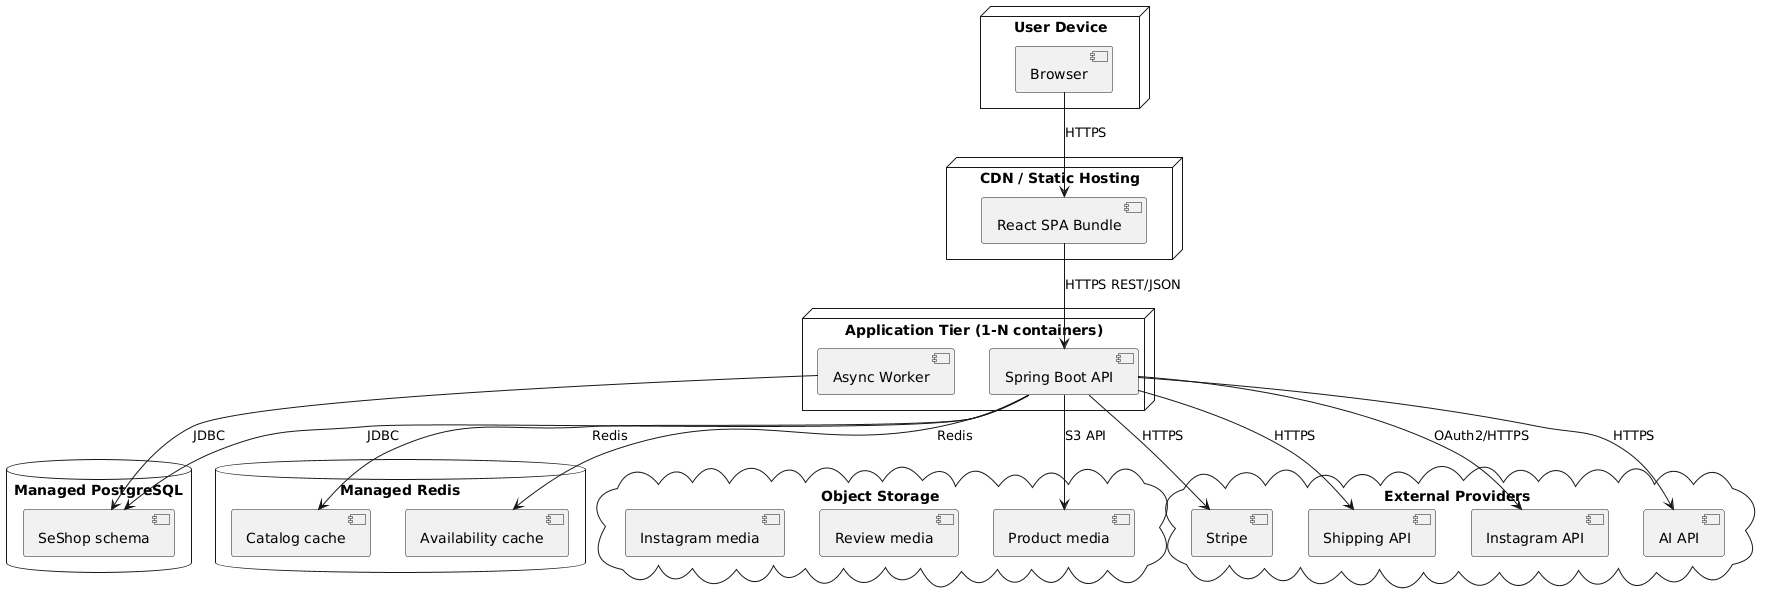 User Device
Browser
HTTPS
CDN / Static Hosting
React SPA Bundle
HTTPS REST/JSON
Application Tier (1-N containers)
Async Worker
Spring Boot API
JDBC
JDBC
Redis
Redis
S3 API
HTTPS
HTTPS
OAuth2/HTTPS
HTTPS
Managed PostgreSQL
SeShop schema
Managed Redis
Catalog cache
Availability cache
Object Storage
Instagram media
Review media
Product media
External Providers
Stripe
Shipping API
Instagram API
AI API